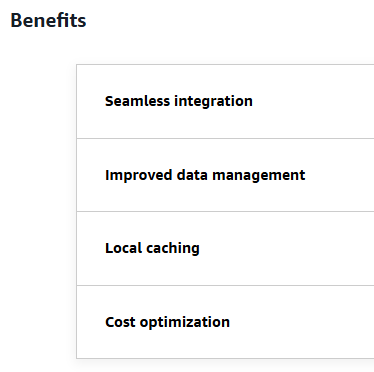 Benefits
Seamless integration
Improved data management
Local caching
Cost optimization